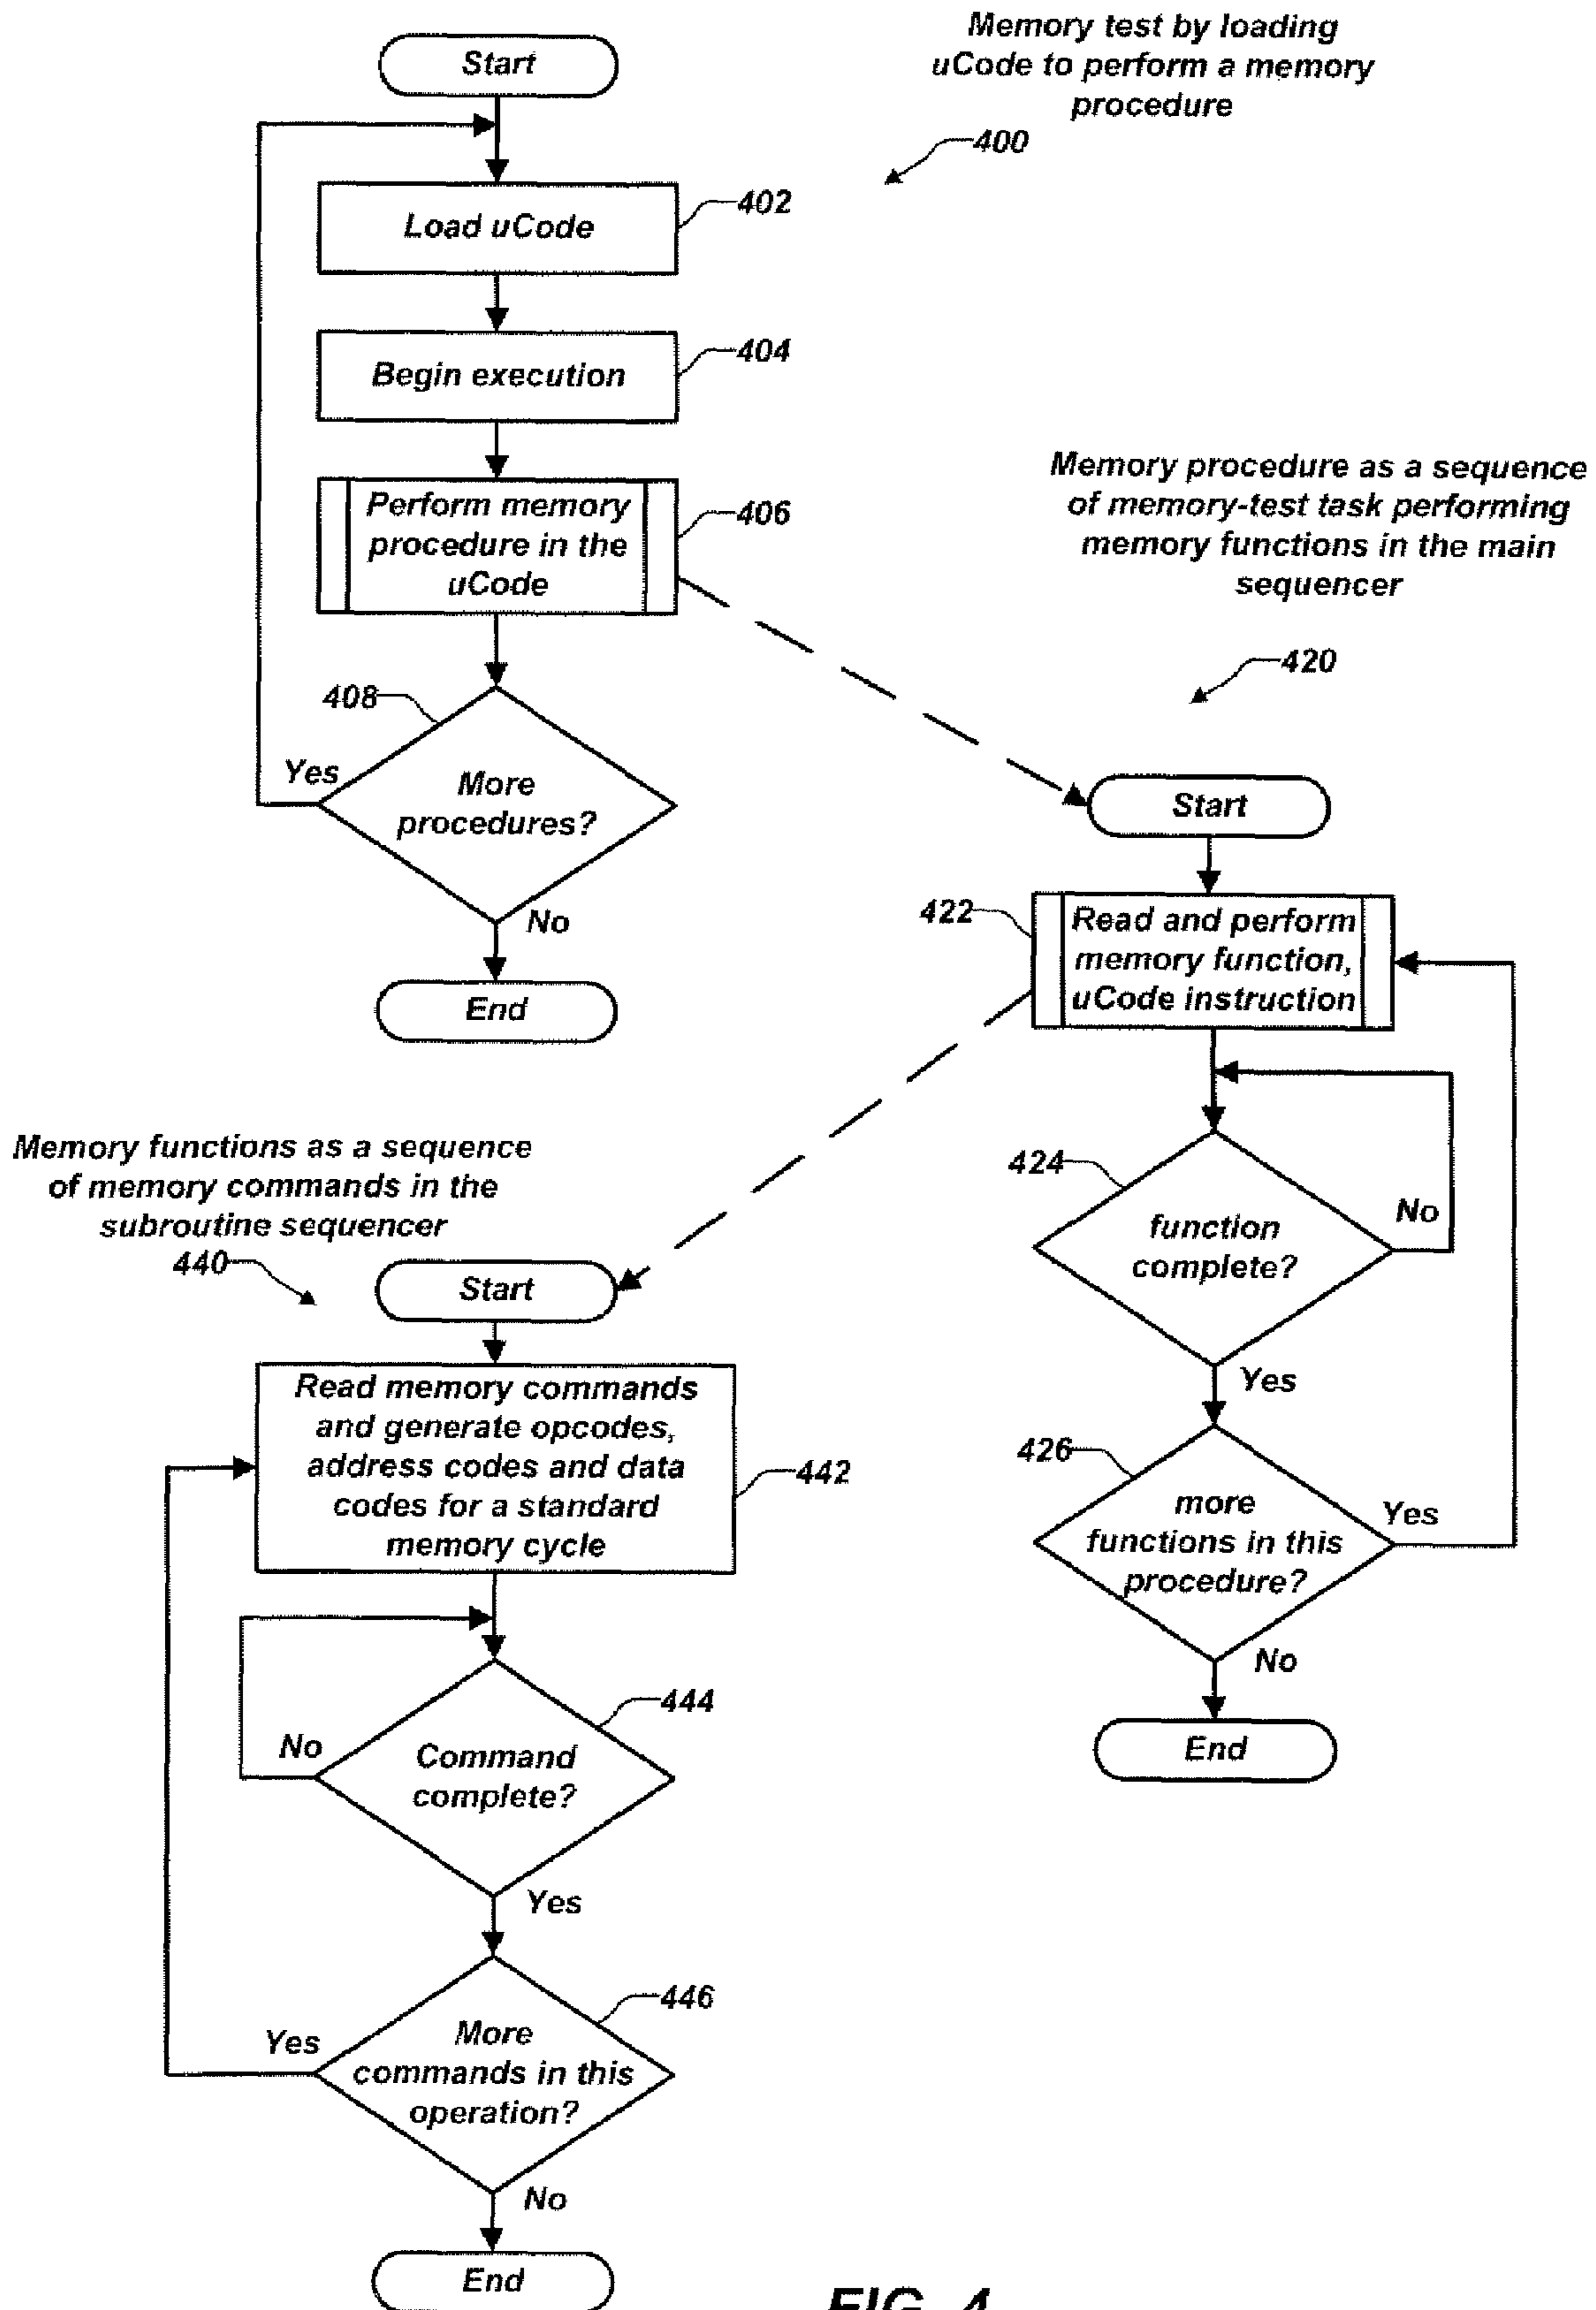 Memory test by loading
uCode to perform a memory
procedure
400
Start
Load uCode
402
Begin execution
404
Perform memory
procedure in the
uCode
406
408
More
procedures?
Yes
No
End
Memory procedure as a sequence
of memory-test task performing
memory functions in the main
sequencer
420
Start
422
Read and perform
memory function,
uCode instruction
424
function
complete?
No
Yes
426
more
functions in this
procedure?
Yes
No
End
Memory functions as a sequence
of memory commands in the
subroutine sequencer
440
Start
Read memory commands
and generate opcodes,
address codes and data
codes for a standard
memory cycle
442
444
Command
complete?
No
Yes
446
More
commands in this
operation?
Yes
No
End
FIG. 4